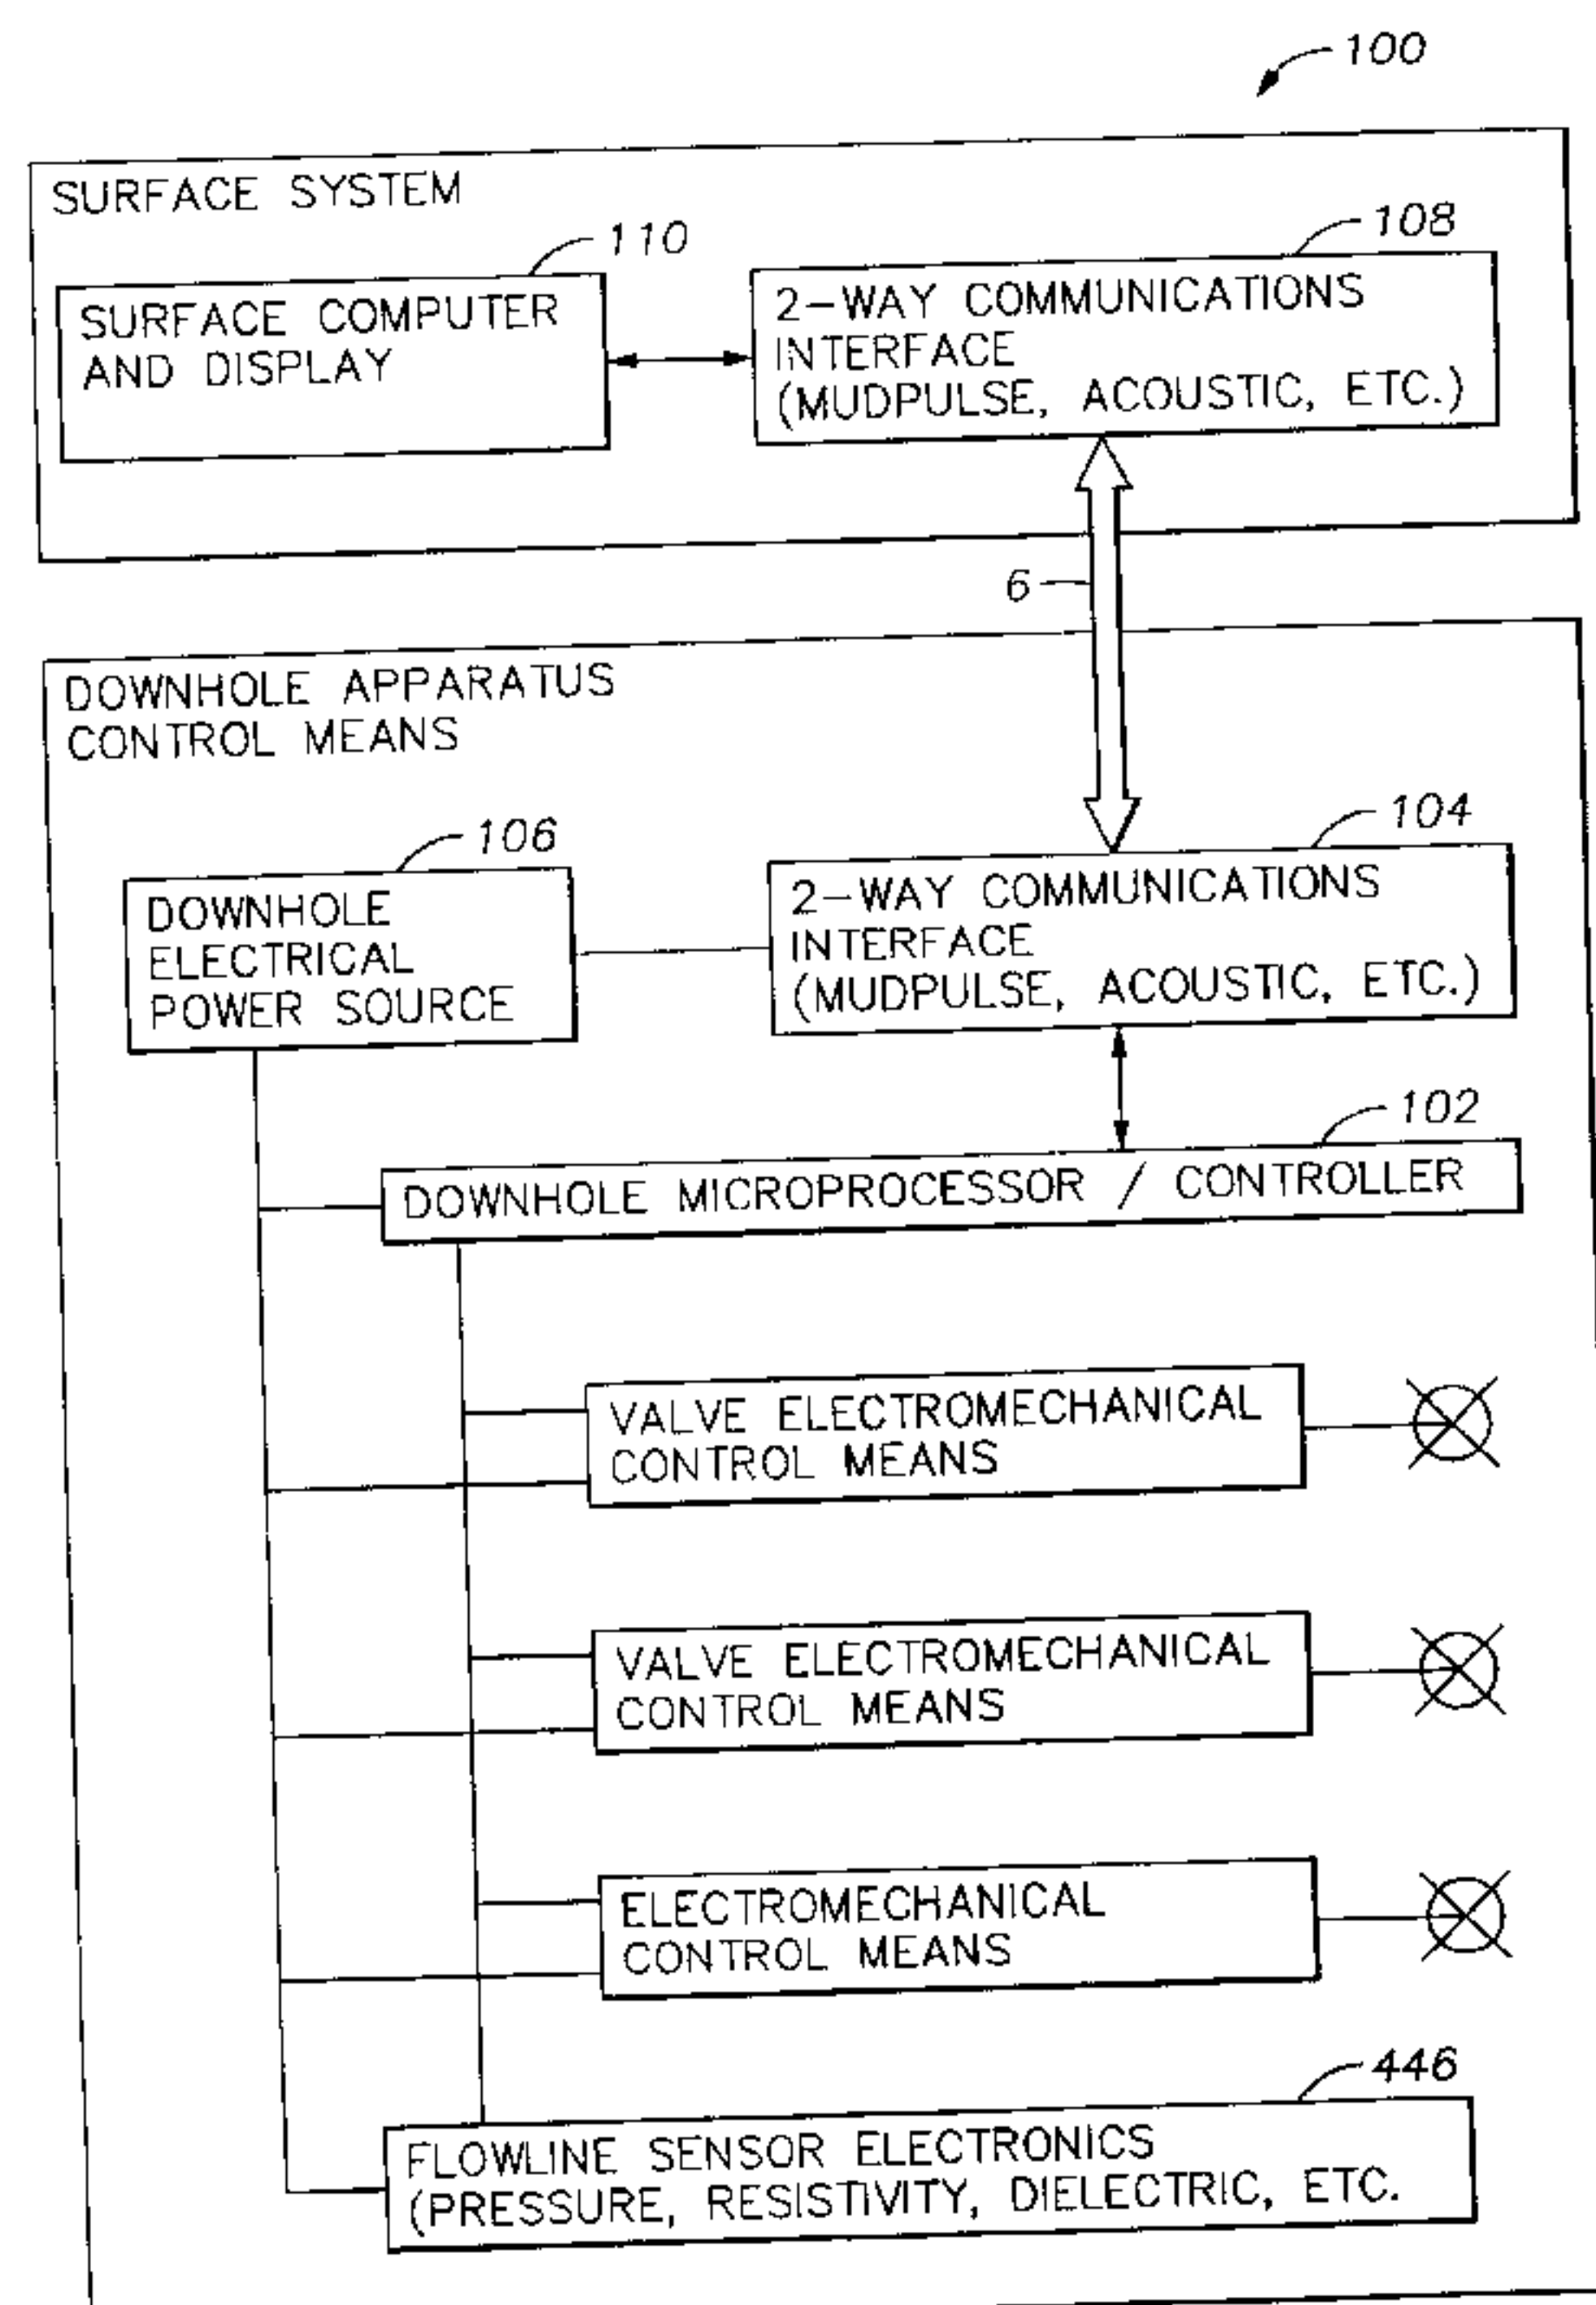 100
SURFACE SYSTEM
110
108
SURFACE COMPUTER
AND DISPLAY
2-WAY COMMUNICATIONS
INTERFACE
(MUDPULSE, ACOUSTIC, ETC.)
6
DOWNHOLE APPARATUS
CONTROL MEANS
106
104
DOWNHOLE
ELECTRICAL
POWER SOURCE
2-WAY COMMUNICATIONS
INTERFACE
(MUDPULSE, ACOUSTIC, ETC.)
102
DOWNHOLE MICROPROCESSOR / CONTROLLER
VALVE ELECTROMECHANICAL
CONTROL MEANS
VALVE ELECTROMECHANICAL
CONTROL MEANS
ELECTROMECHANICAL
CONTROL MEANS
446
FLOWLINE SENSOR ELECTRONICS
(PRESSURE, RESISTIVITY, DIELECTRIC, ETC.